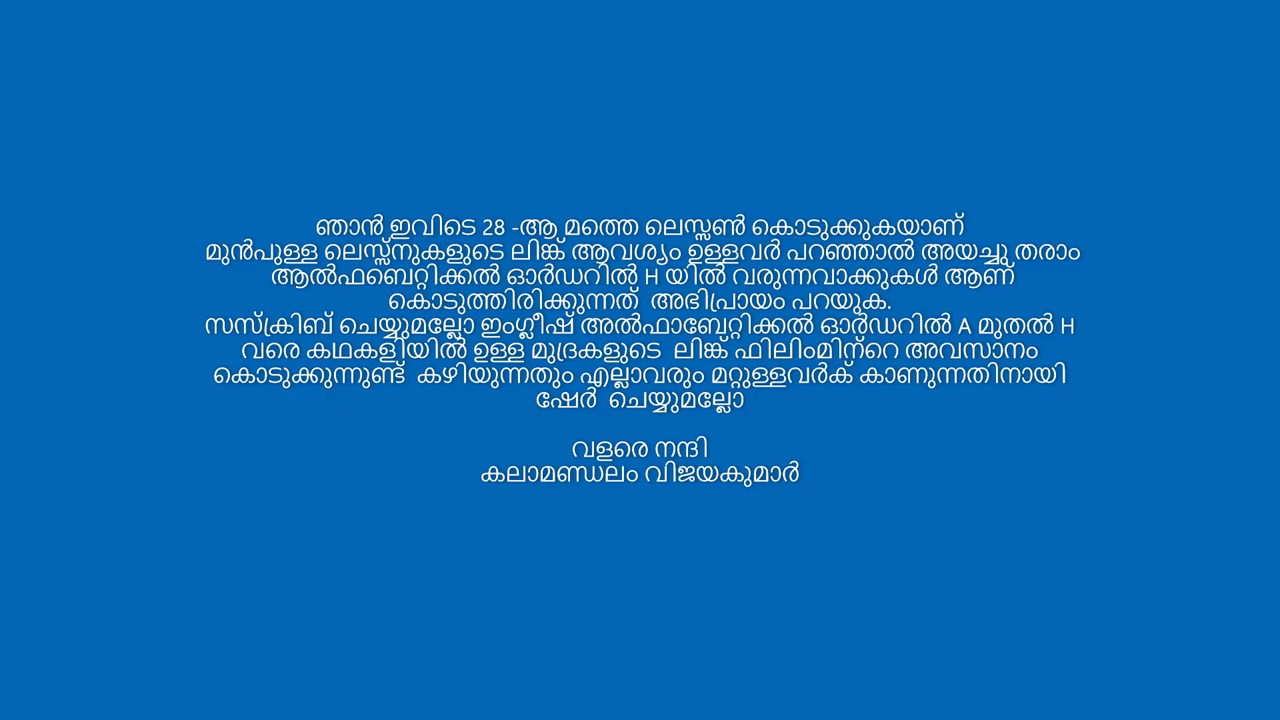 ഞാൻ ഇവിടെ 28 -ആ മത്തെ ലെസ്സൺ കൊടുക്കുകയാണ്
മുൻപുള്ള ലെസ്സ്നുകളുടെ ലിങ്ക് ആവശ്യം ഉള്ളവർ പറഞ്ഞാൽ അയച്ചു തരാം
ആൽഫബെറ്റിക്കൽ ഓർഡറിൽ H യിൽ വരുന്നവാക്കുകൾ ആണ്
കൊടുത്തിരിക്കുന്നത് അഭിപ്രായം പറയുക.
സസ്ക്രിബ് ചെയ്യുമല്ലോ ഇംഗ്ലീഷ് അൽഫാബ്ബേറ്റിക്കൽ ഓർഡറിൽ A മുതൽ H
വരെ കഥകളിയിൽ ഉള്ള മുദ്രകളുടെ ലിങ്ക് ഫിലിംമിന്റെ അവസാനം
കൊടുക്കുന്നുണ്ട് കഴിയുന്നതും എല്ലാവരും മറ്റുള്ളവർക് കാണുന്നതിനായി
ഷേർ ചെയ്യുമല്ലോ
വളരെ നന്ദി
കലാമണ്ഡലം വിജയകുമാർ